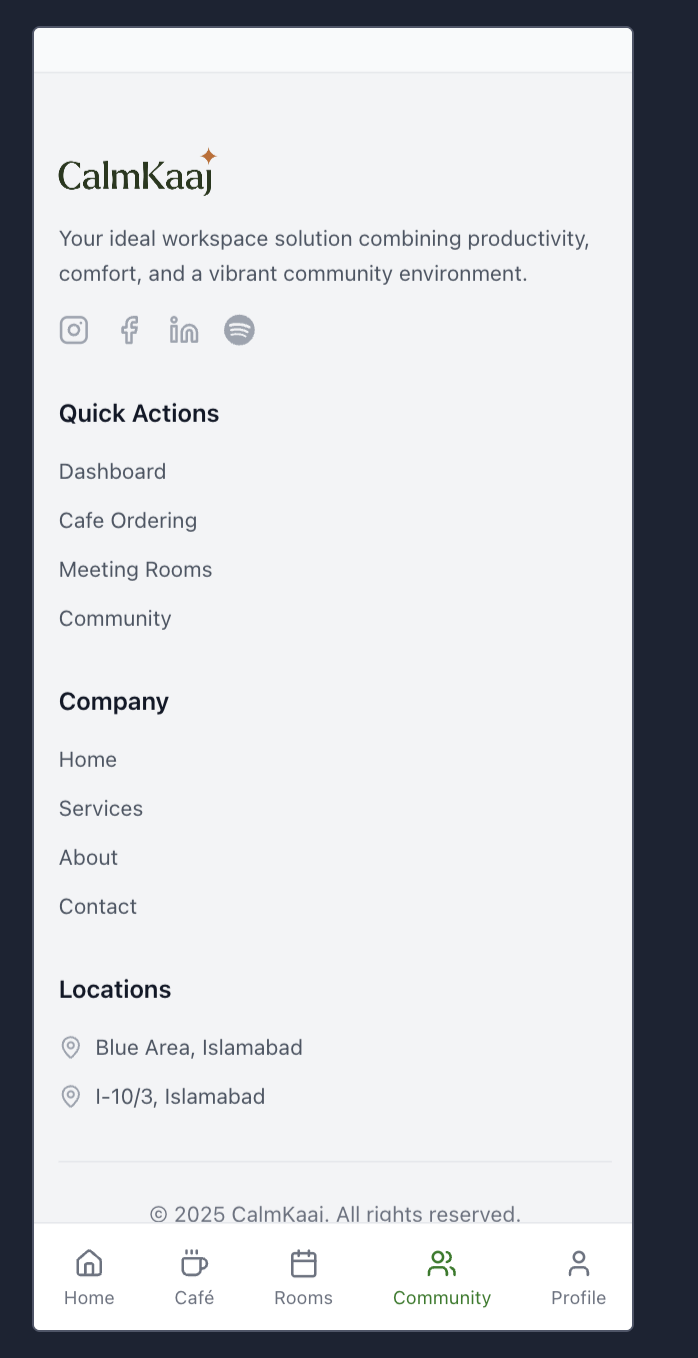 CalmKaaj
Your ideal workspace solution combining productivity,
comfort, and a vibrant community environment.
Quick Actions
Dashboard
Cafe Ordering
Meeting Rooms
Community
Company
Home
Services
About
Contact
Locations
Blue Area, Islamabad
I-10/3, Islamabad
© 2025 CalmKaaj. All rights reserved.
Home
Café
Rooms
Community
Profile